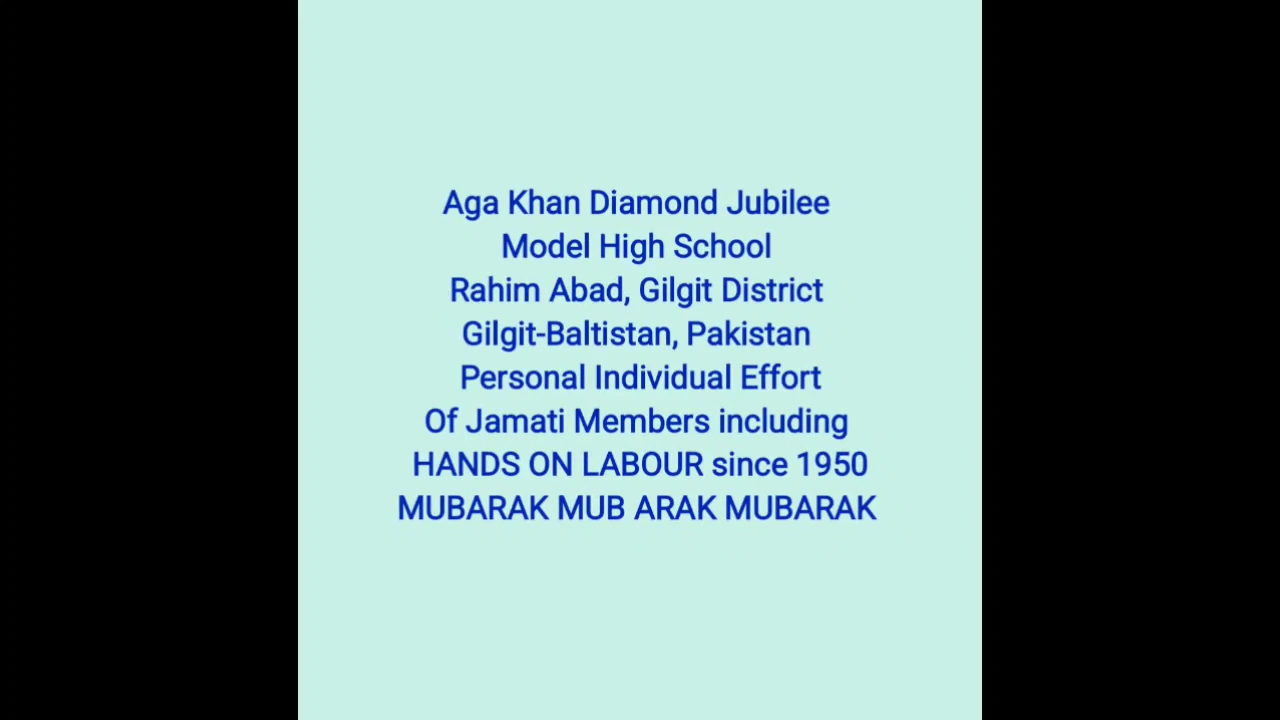 Aga Khan Diamond Jubilee
Model High School
Rahim Abad, Gilgit District
Gilgit-Baltistan, Pakistan
Personal Individual Effort
Of Jamati Members including
HANDS ON LABOUR since 1950
MUBARAK MUB ARAK MUBARAK